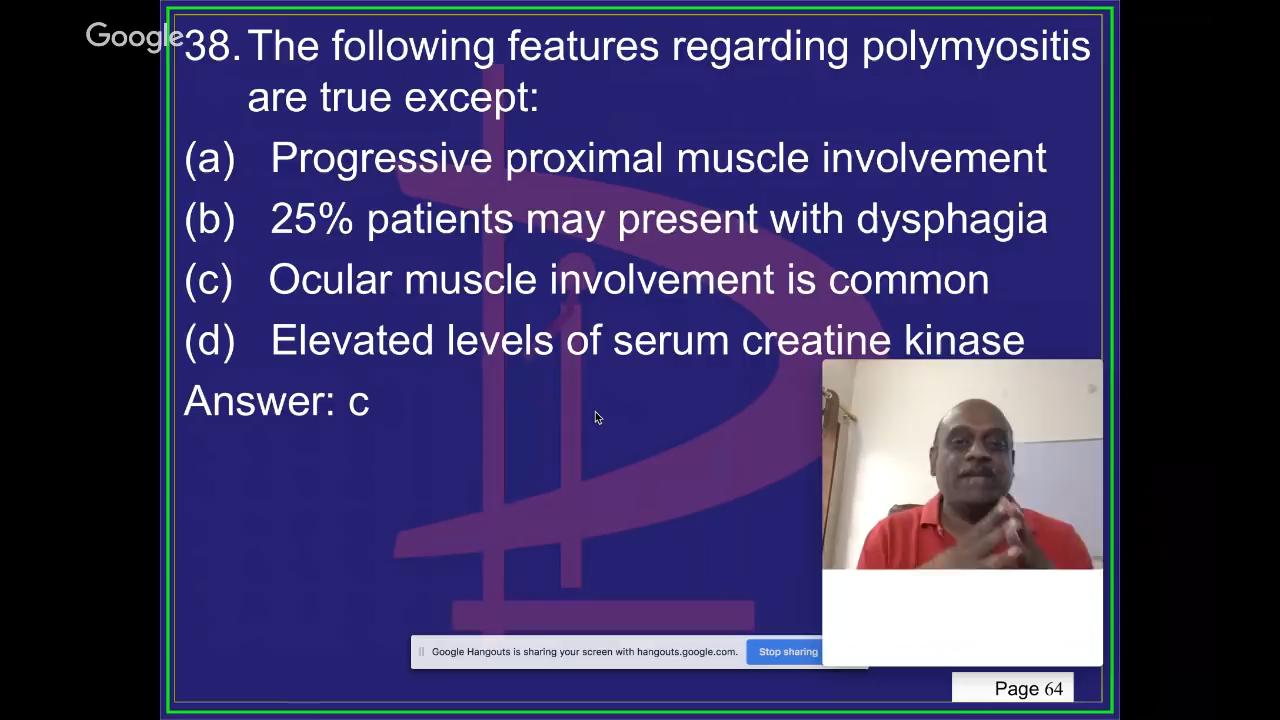 Google
38. The following features regarding polymyositis
are true except:
(a) Progressive proximal muscle involvement
(b) 25% patients may present with dysphagia
(c) Ocular muscle involvement is common
(d) Elevated levels of serum creatine kinase
Answer: c
Google Hangouts is sharing your screen with hangouts.google.com. Stop sharing
Page 64